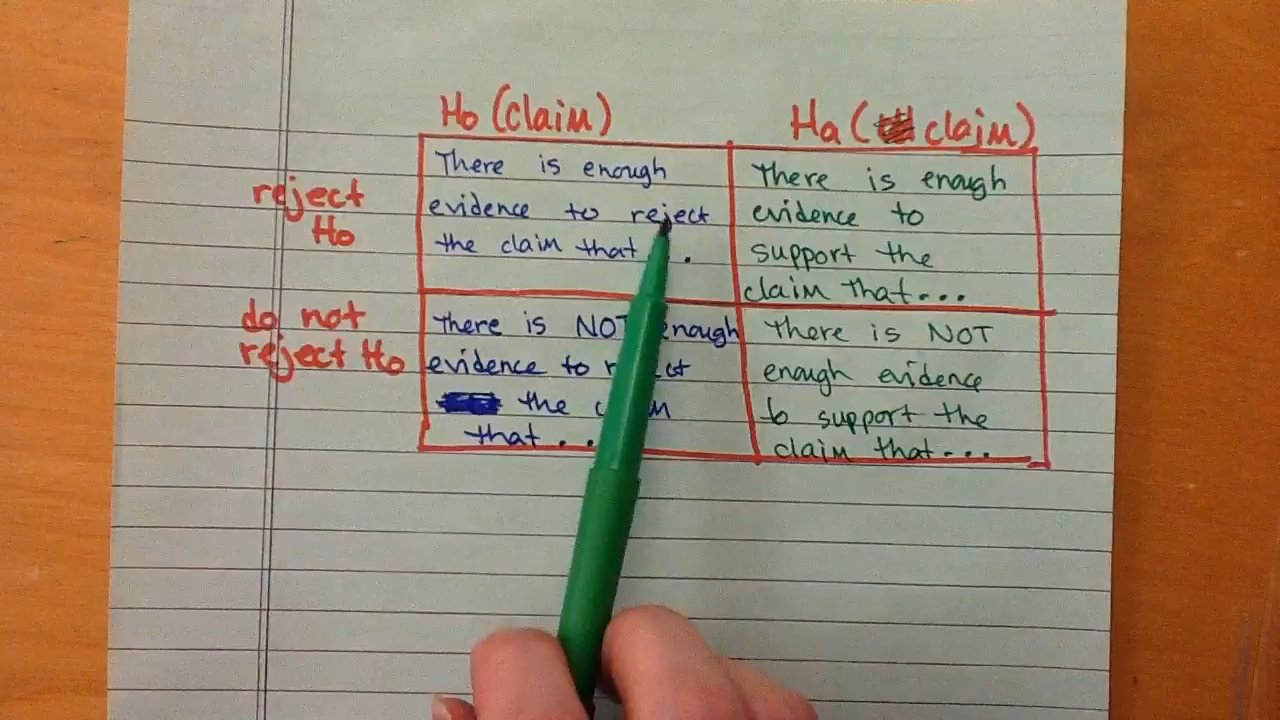 Ho (claim)
Ha ( claim)
reject
Ho
There is enough
evidence to reject
the claim that . .
There is enough
evidence to
support the
claim that...
do not
reject Ho
There is NOT enough
evidence to
the
that . . .
There is NOT
enough evidence
to support the
claim that...